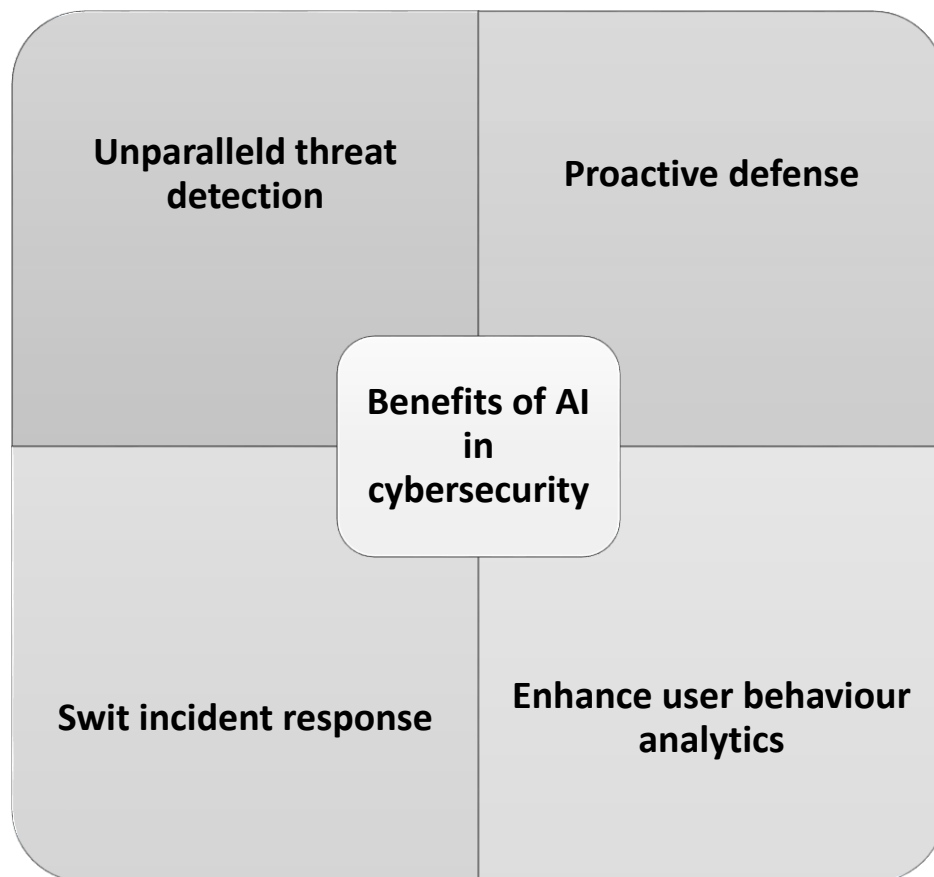 Unparalleld threat
detection
Proactive defense
Benefits of AI
in
cybersecurity
Swit incident response
Enhance user behaviour
analytics